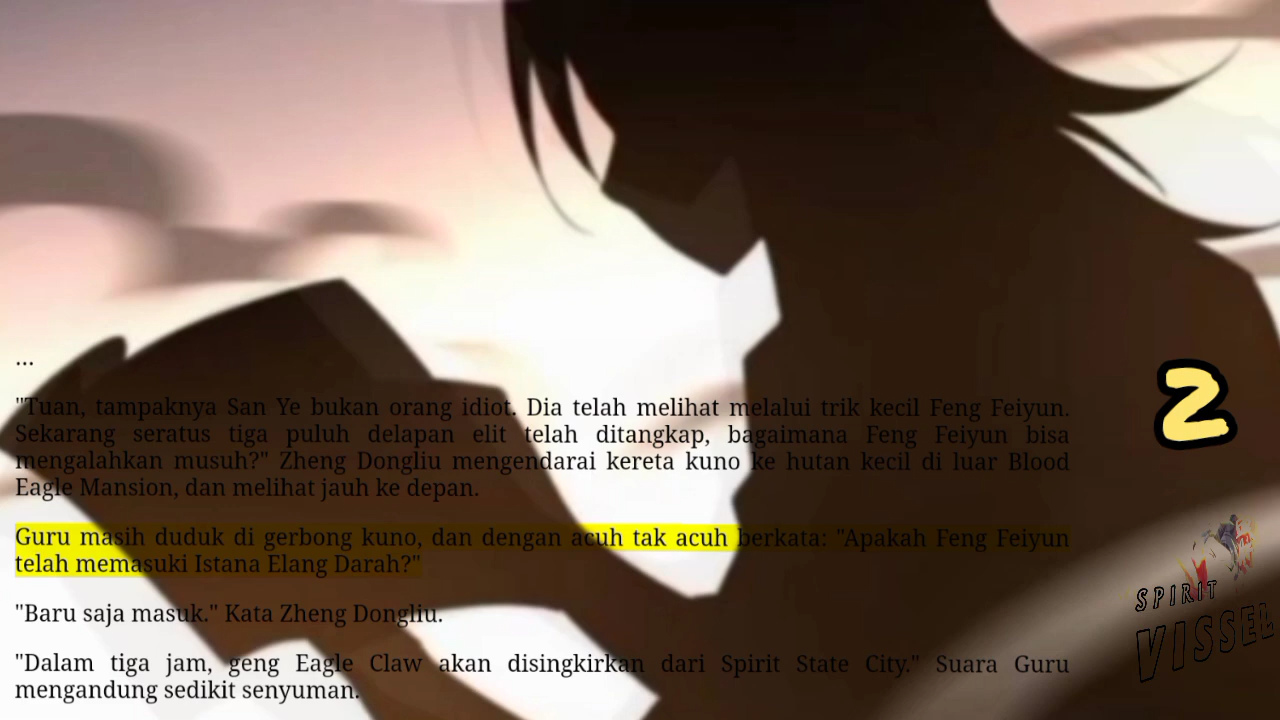 ...
"Tuan, tampaknya San Ye bukan orang idiot. Dia telah melihat melalui trik kecil Feng Feiyun.
Sekarang seratus tiga puluh delapan elit telah ditangkap, bagaimana Feng Feiyun bisa
mengalahkan musuh?" Zheng Dongliu mengendarai kereta kuno ke hutan kecil di luar Blood
Eagle Mansion, dan melihat jauh ke depan.
Guru masih duduk di gerbong kuno, dan dengan acuh tak acuh berkata: "Apakah Feng Feiyun
telah memasuki Istana Elang Darah?"
"Baru saja masuk." Kata Zheng Dongliu.
"Dalam tiga jam, geng Eagle Claw akan disingkirkan dari Spirit State City." Suara Guru
mengandung sedikit senyuman.
2
SPIRIT
VISSEL